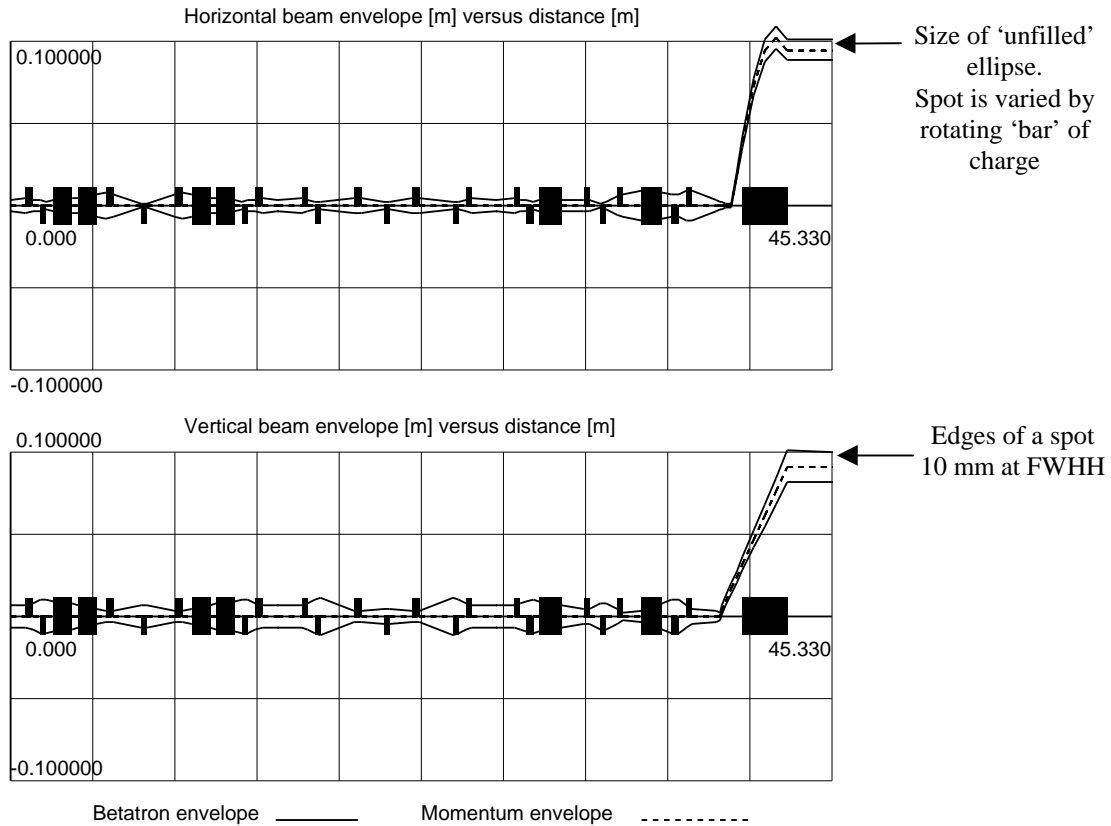 Horizontal beam envelope [m] versus distance [m]
0.100000
0.000
45.330
-0.100000
Size of ‘unfilled’
ellipse.
Spot is varied by
rotating ‘bar’ of
charge
Vertical beam envelope [m] versus distance [m]
0.100000
0.000
45.330
-0.100000
Edges of a spot
10 mm at FWHH
Betatron envelope
Momentum envelope